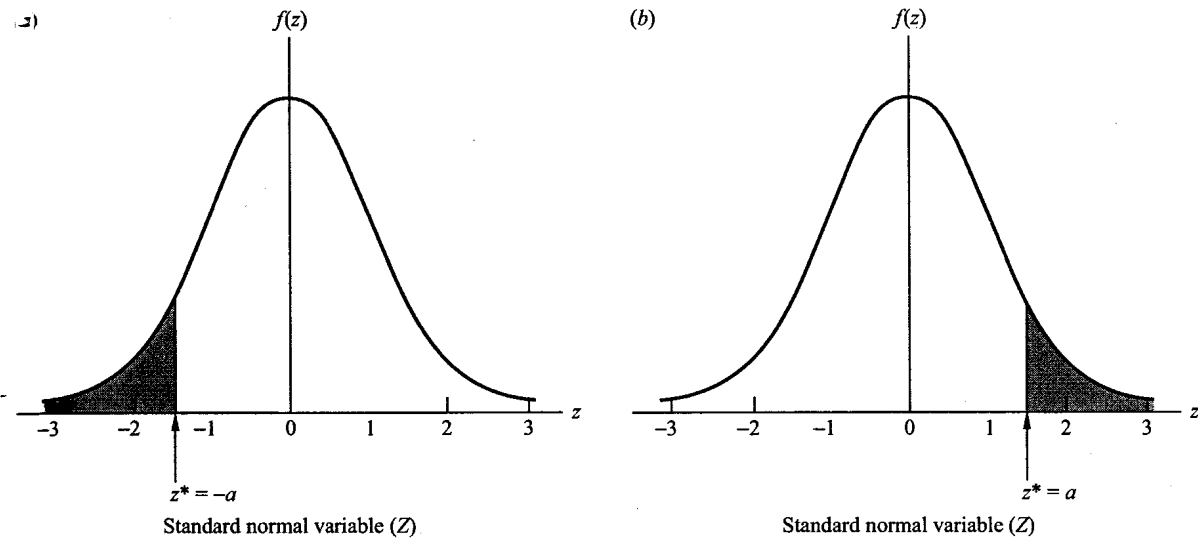 f(z)
–3 –2 –1 0 1 2 3 z
z* = –a
Standard normal variable (Z)
(b)
f(z)
–3 –2 –1 0 1 2 3 z
z* = a
Standard normal variable (Z)